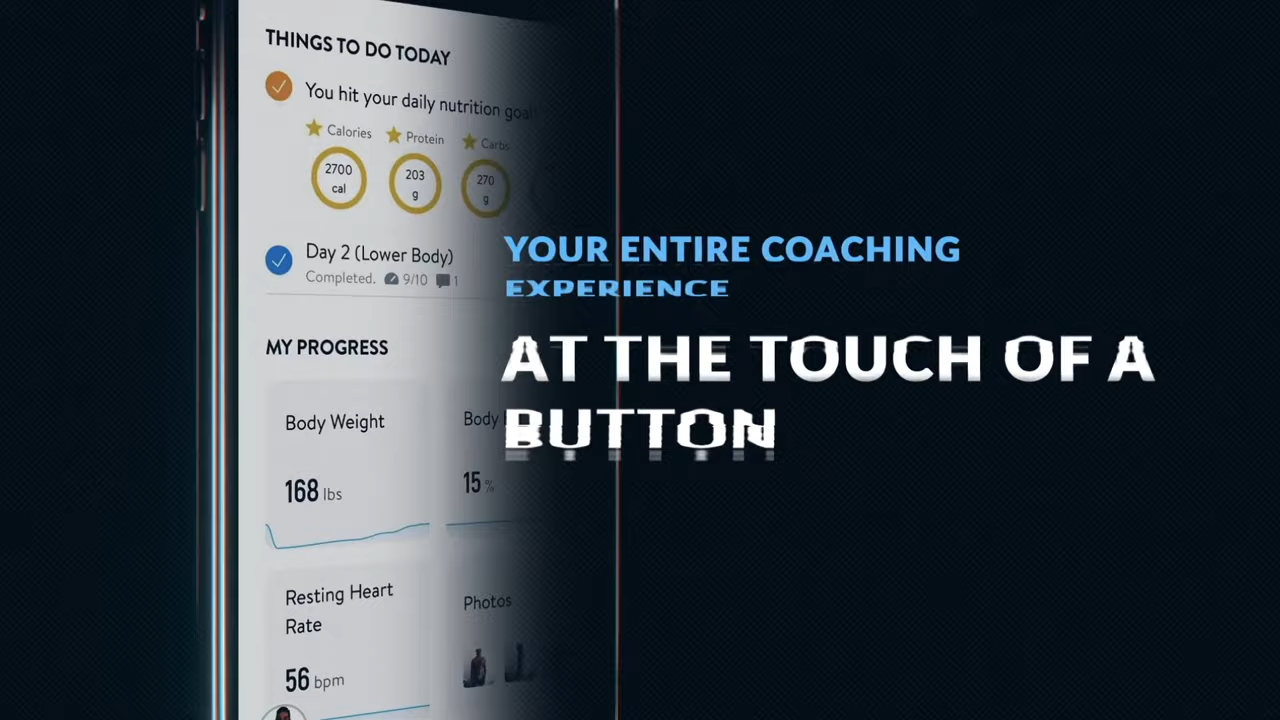 THINGS TO DO TODAY
You hit your daily nutrition goal
Calories Protein Carbs
2700 cal
203 g
270 g
Day 2 (Lower Body)
Completed. 9/10 1
YOUR ENTIRE COACHING
EXPERIENCE
AT THE TOUCH OF A
BUTTON
MY PROGRESS
Body Weight
168 lbs
Body
15 %
Resting Heart
Rate
56 bpm
Photos